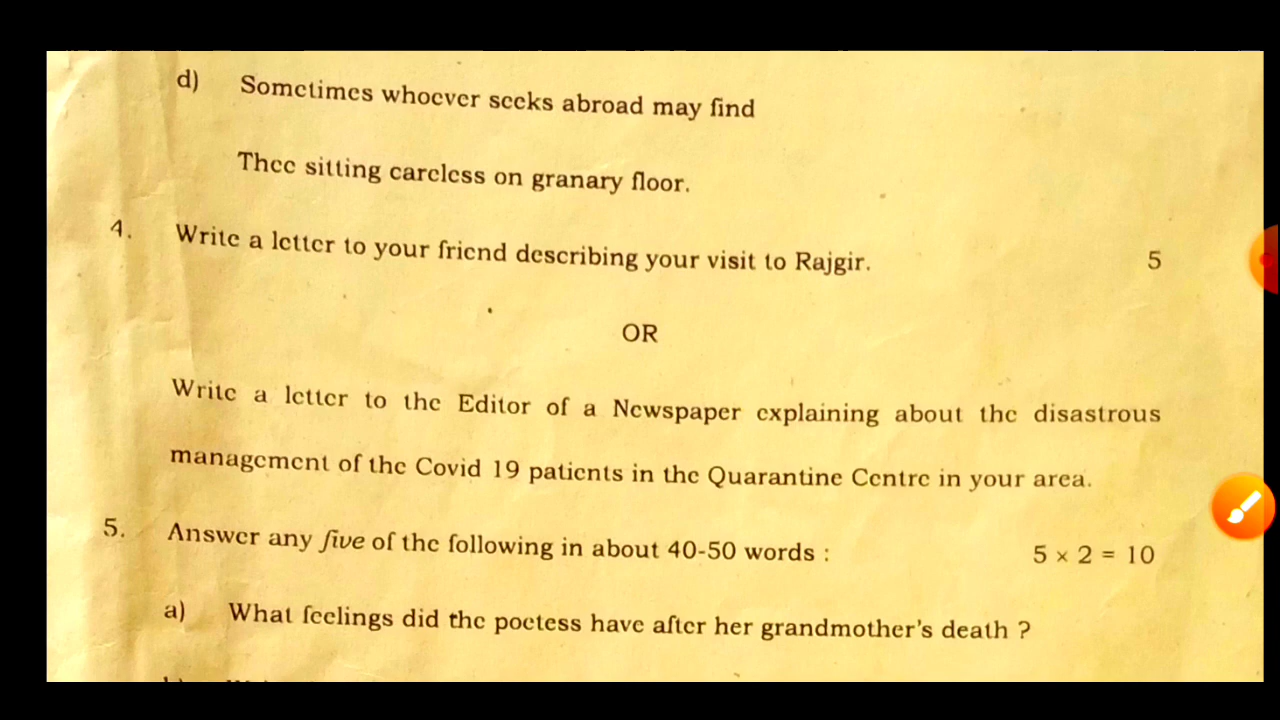 d) Sometimes whoever seeks abroad may find
Thee sitting careless on granary floor.
4. Write a letter to your friend describing your visit to Rajgir. 5
OR
Write a letter to the Editor of a Newspaper explaining about the disastrous
management of the Covid 19 patients in the Quarantine Centre in your area.
5. Answer any five of the following in about 40-50 words : 5 × 2 = 10
a) What feelings did the poetess have after her grandmother's death ?